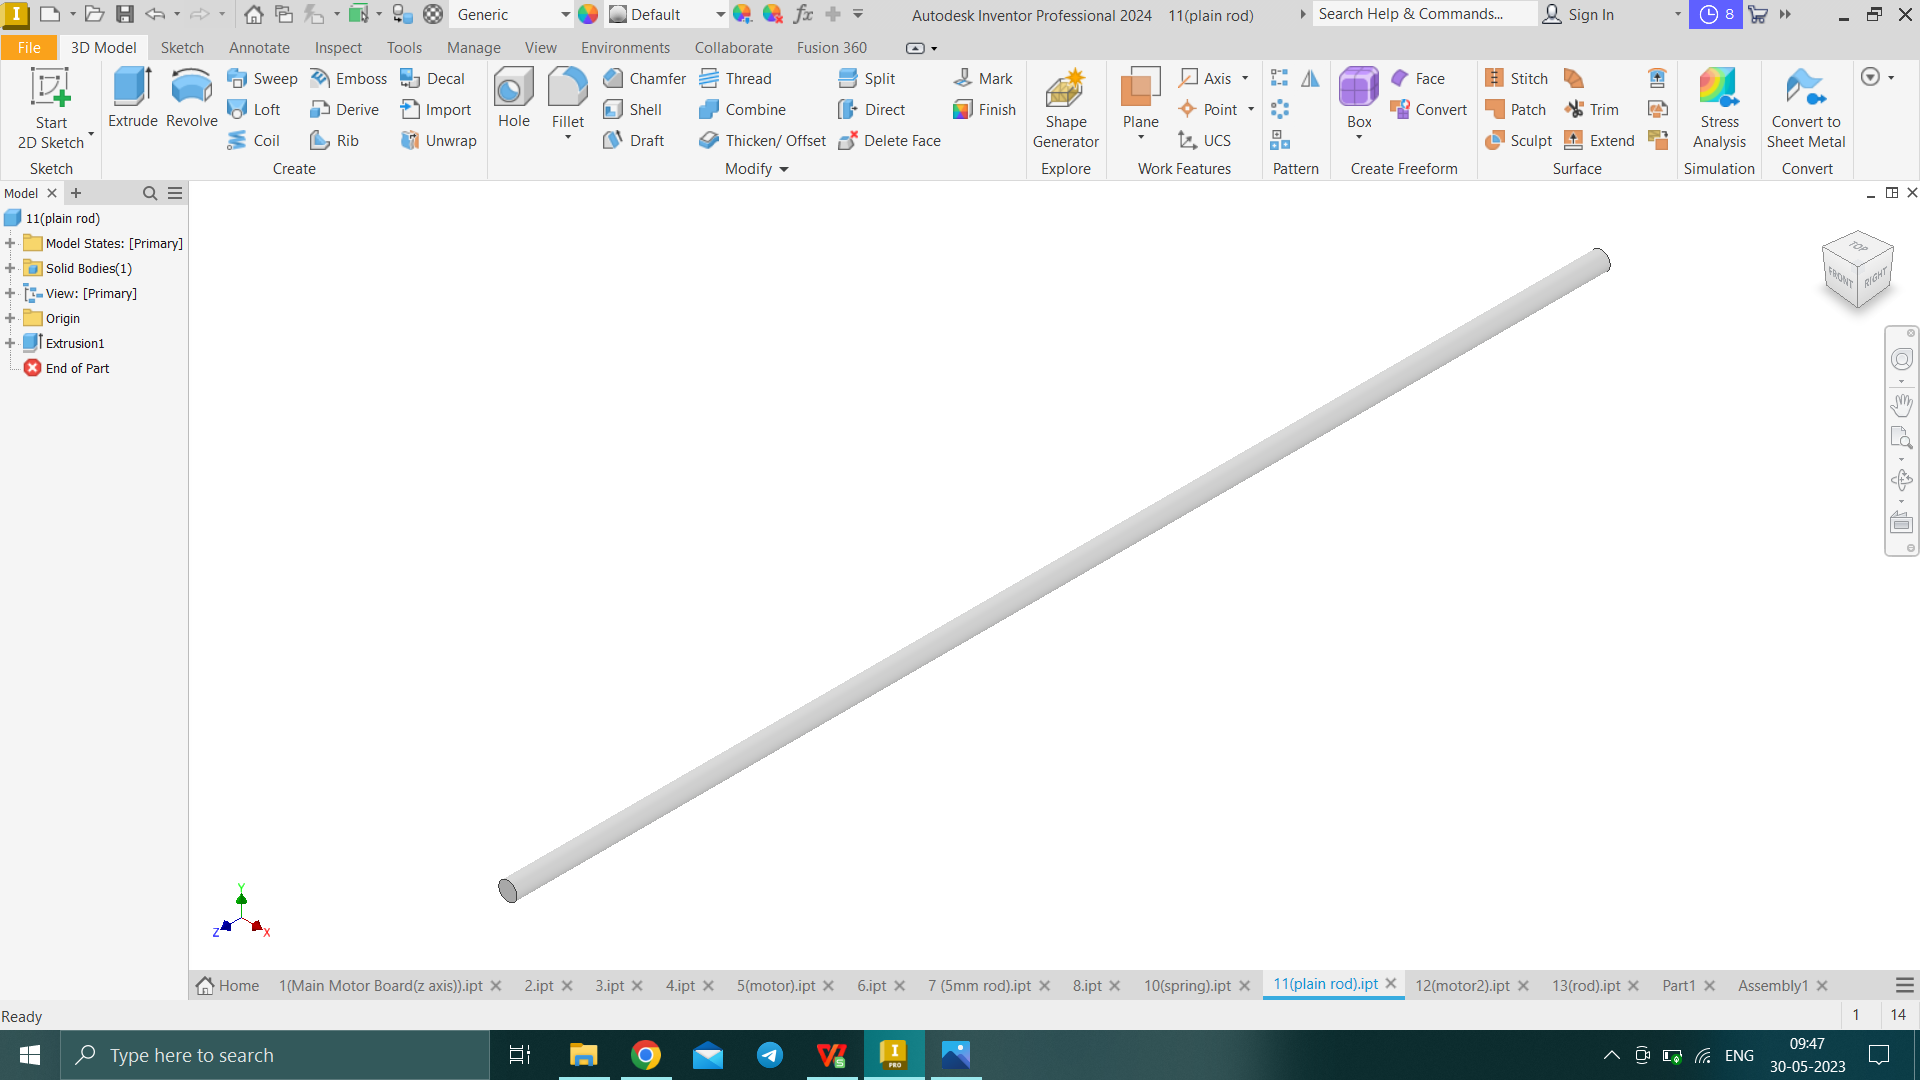 Generic
Default
Autodesk Inventor Professional 2024 11(plain rod)
Search Help & Commands...
Sign In
8
File
3D Model
Sketch
Annotate
Inspect
Tools
Manage
View
Environments
Collaborate
Fusion 360
Start
2D Sketch
Sketch
Extrude
Revolve
Sweep
Loft
Coil
Emboss
Derive
Rib
Decal
Import
Unwrap
Create
Hole
Fillet
Chamfer
Shell
Draft
Thread
Combine
Thicken/ Offset
Split
Direct
Delete Face
Mark
Finish
Modify
Shape
Generator
Explore
Plane
Axis
Point
UCS
Work Features
Pattern
Box
Face
Convert
Create Freeform
Stitch
Patch
Sculpt
Trim
Extend
Surface
Stress
Analysis
Simulation
Convert to
Sheet Metal
Convert
Model
11(plain rod)
Model States: [Primary]
Solid Bodies(1)
View: [Primary]
Origin
Extrusion1
End of Part
TOP
FRONT
RIGHT
Y
Z
X
Home
1(Main Motor Board(z axis)).ipt
2.ipt
3.ipt
4.ipt
5(motor).ipt
6.ipt
7 (5mm rod).ipt
8.ipt
10(spring).ipt
11(plain rod).ipt
12(motor2).ipt
13(rod).ipt
Part1
Assembly1
Ready
1
14
Type here to search
I
PRO
ENG
09:47
30-05-2023